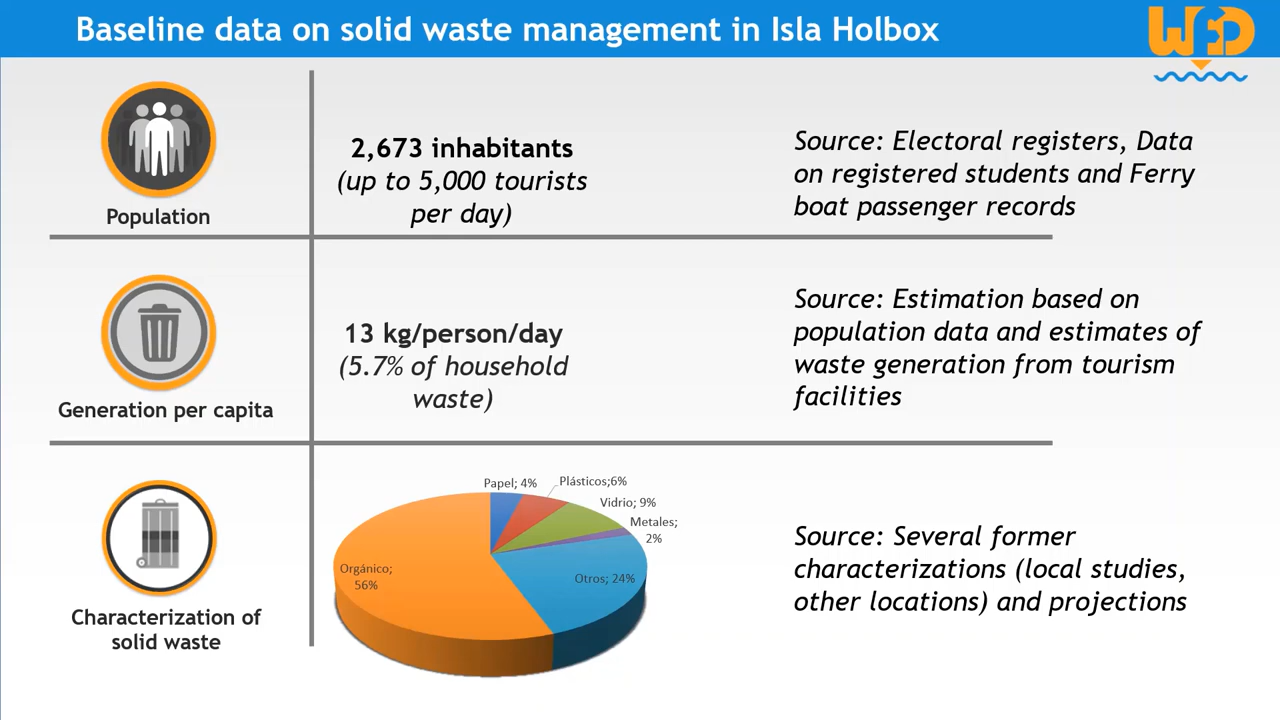 Baseline data on solid waste management in Isla Holbox
WSD
Population
2,673 inhabitants
(up to 5,000 tourists
per day)
Source: Electoral registers, Data
on registered students and Ferry
boat passenger records
Generation per capita
13 kg/person/day
(5.7% of household
waste)
Source: Estimation based on
population data and estimates of
waste generation from tourism
facilities
Characterization of
solid waste
Papel; 4%
Plásticos;6%
Vidrio; 9%
Metales;
2%
Otros; 24%
Orgánico;
56%
Source: Several former
characterizations (local studies,
other locations) and projections